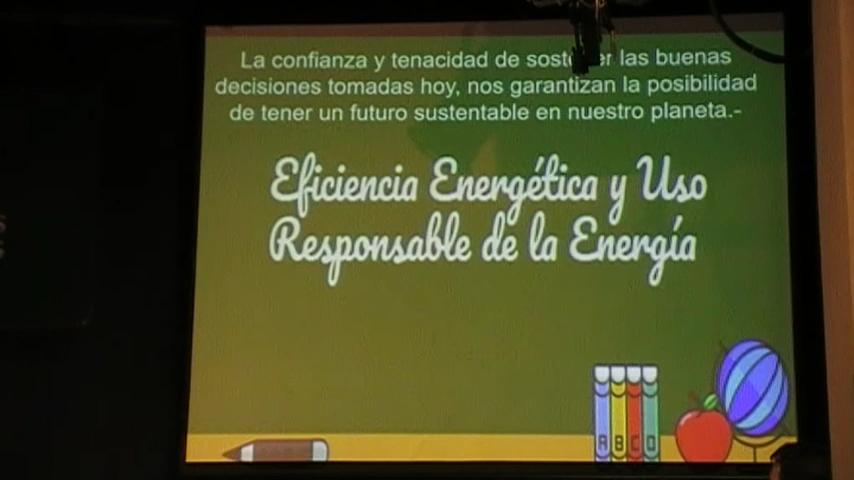 La confianza y tenacidad de sostener las buenas
decisiones tomadas hoy, nos garantizan la posibilidad
de tener un futuro sustentable en nuestro planeta.-
Eficiencia Energética y Uso
Responsable de la Energía
A B C D